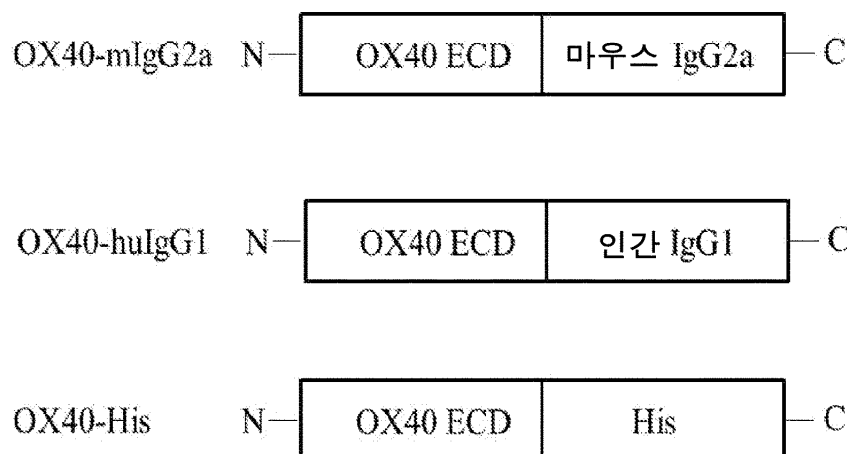 OX40-mIgG2a N OX40 ECD 마우스 IgG2a C
OX40-huIgG1 N OX40 ECD 인간 IgG1 C
OX40-His N OX40 ECD His C